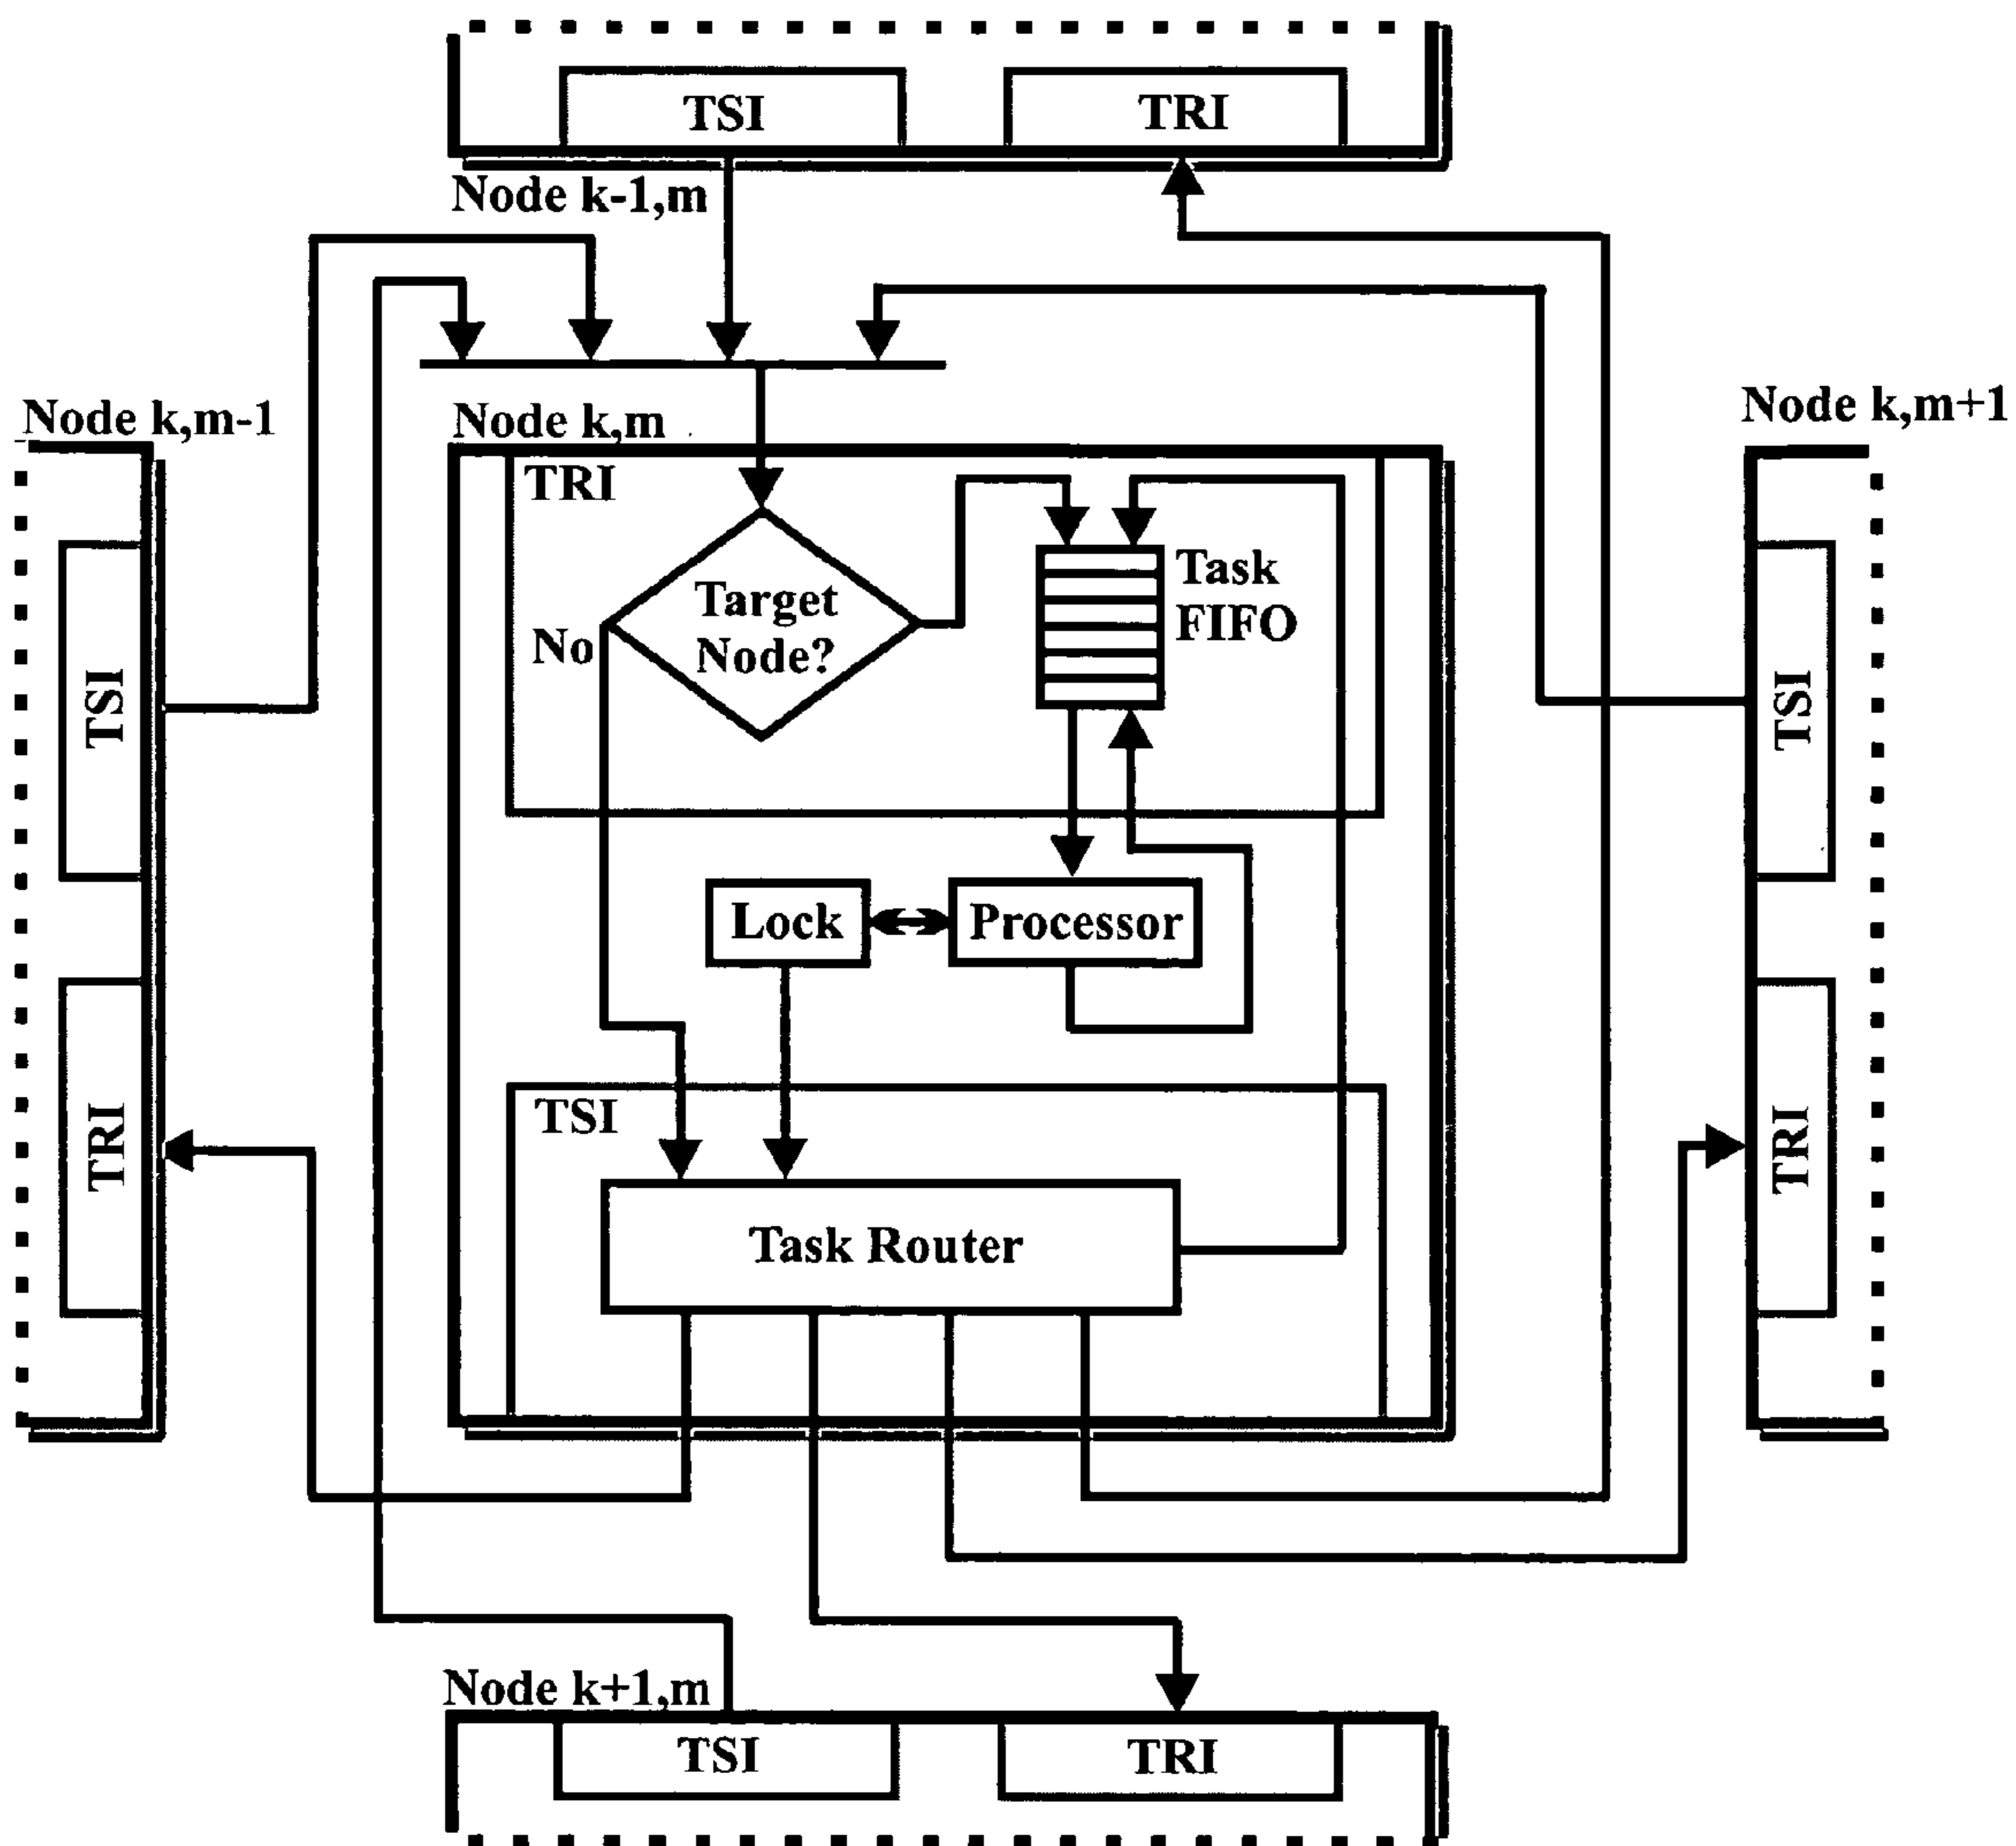 TSI
TRI
Node k-1,m
Node k,m-1
Node k,m
Node k,m+1
TRI
Target
Node?
No
Task
FIFO
TSI
TSI
Lock
Processor
TSI
TRI
TRI
Task Router
Node k+1,m
TSI
TRI